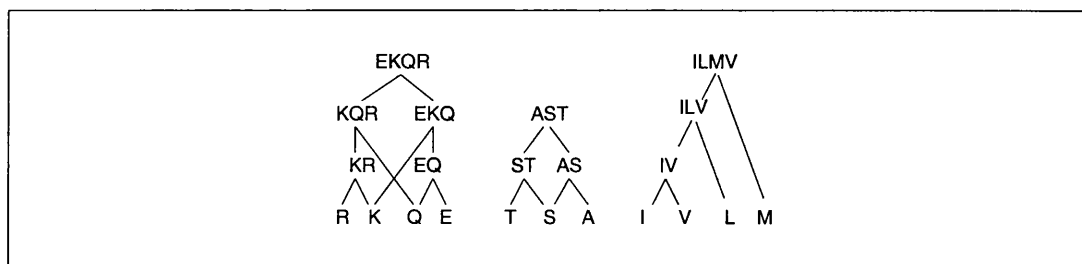 EKQR ILMV
KQR EKQ AST ILV
KR EQ ST AS IV
R K Q E T S A I V L M